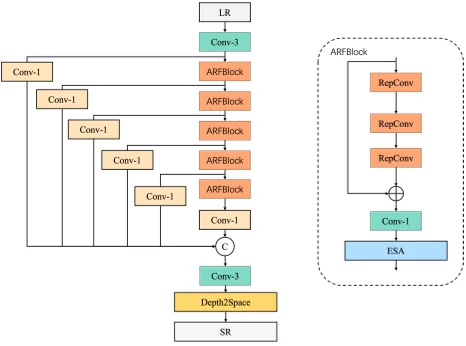 LR
Conv-3
ARFBlock
Conv-1
ARFBlock
Conv-1
ARFBlock
Conv-1
ARFBlock
Conv-1
ARFBlock
Conv-1
Conv-1
C
Conv-3
Depth2Space
SR
ARFBlock
RepConv
RepConv
RepConv
Conv-1
ESA